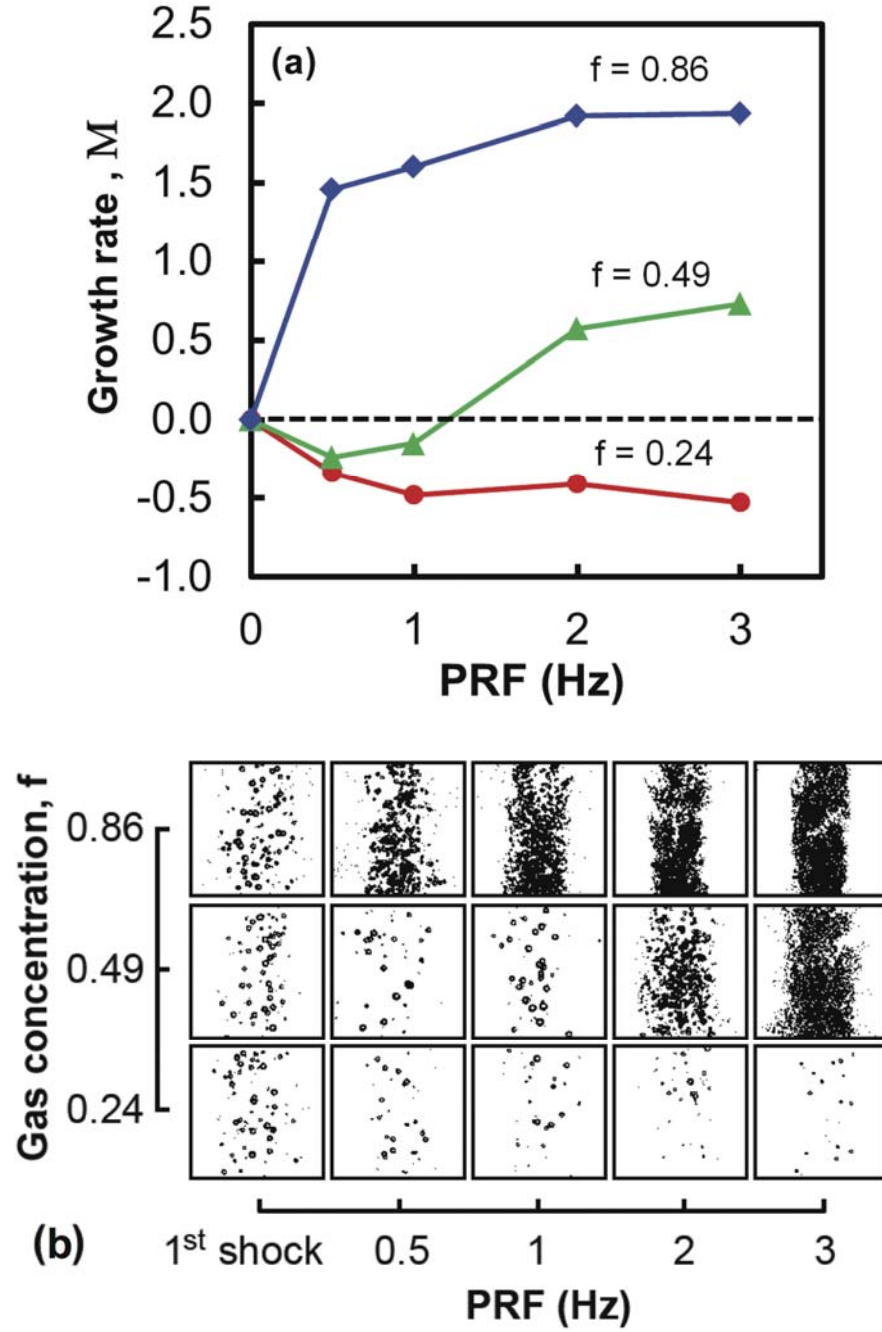 (a)
f = 0.86
f = 0.49
f = 0.24
2.5
2.0
1.5
1.0
0.5
0.0
-0.5
-1.0
Growth rate , M
0 1 2 3
PRF (Hz)
Gas concentration, f
0.86
0.49
0.24
(b)
1st shock 0.5 1 2 3
PRF (Hz)